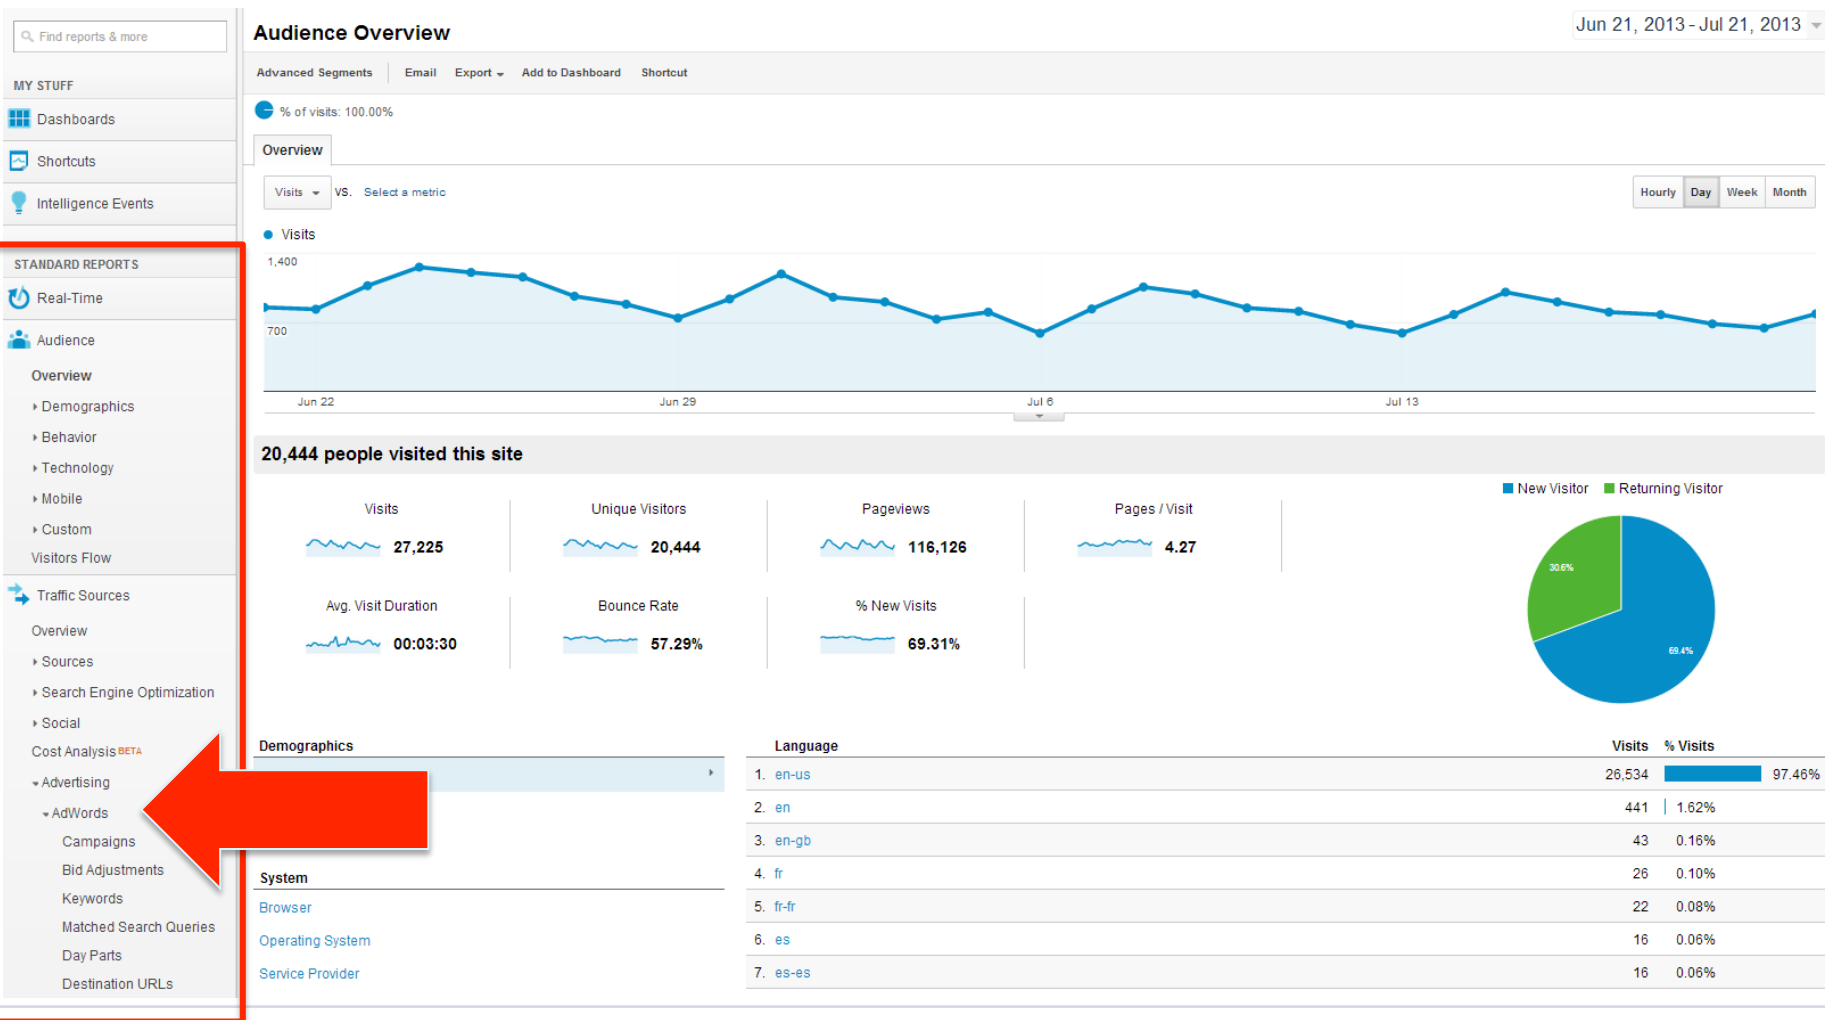 Find reports & more
MY STUFF
Dashboards
Shortcuts
Intelligence Events
STANDARD REPORTS
Real-Time
Audience
Overview
Demographics
Behavior
Technology
Mobile
Custom
Visitors Flow
Traffic Sources
Overview
Sources
Search Engine Optimization
Social
Cost Analysis BETA
Advertising
AdWords
Campaigns
Bid Adjustments
Keywords
Matched Search Queries
Day Parts
Destination URLs
Audience Overview
Jun 21, 2013 - Jul 21, 2013
Advanced Segments Email Export Add to Dashboard Shortcut
% of visits: 100.00%
Overview
Visits VS. Select a metric
Hourly Day Week Month
Visits
1,400
700
Jun 22 Jun 29 Jul 6 Jul 13
20,444 people visited this site
Visits
27,225
Unique Visitors
20,444
Pageviews
116,126
Pages / Visit
4.27
Avg. Visit Duration
00:03:30
Bounce Rate
57.29%
% New Visits
69.31%
New Visitor Returning Visitor
30.6%
69.4%
Demographics
System
Browser
Operating System
Service Provider
Language Visits % Visits
1. en-us 26,534 97.46%
2. en 441 1.62%
3. en-gb 43 0.16%
4. fr 26 0.10%
5. fr-fr 22 0.08%
6. es 16 0.06%
7. es-es 16 0.06%